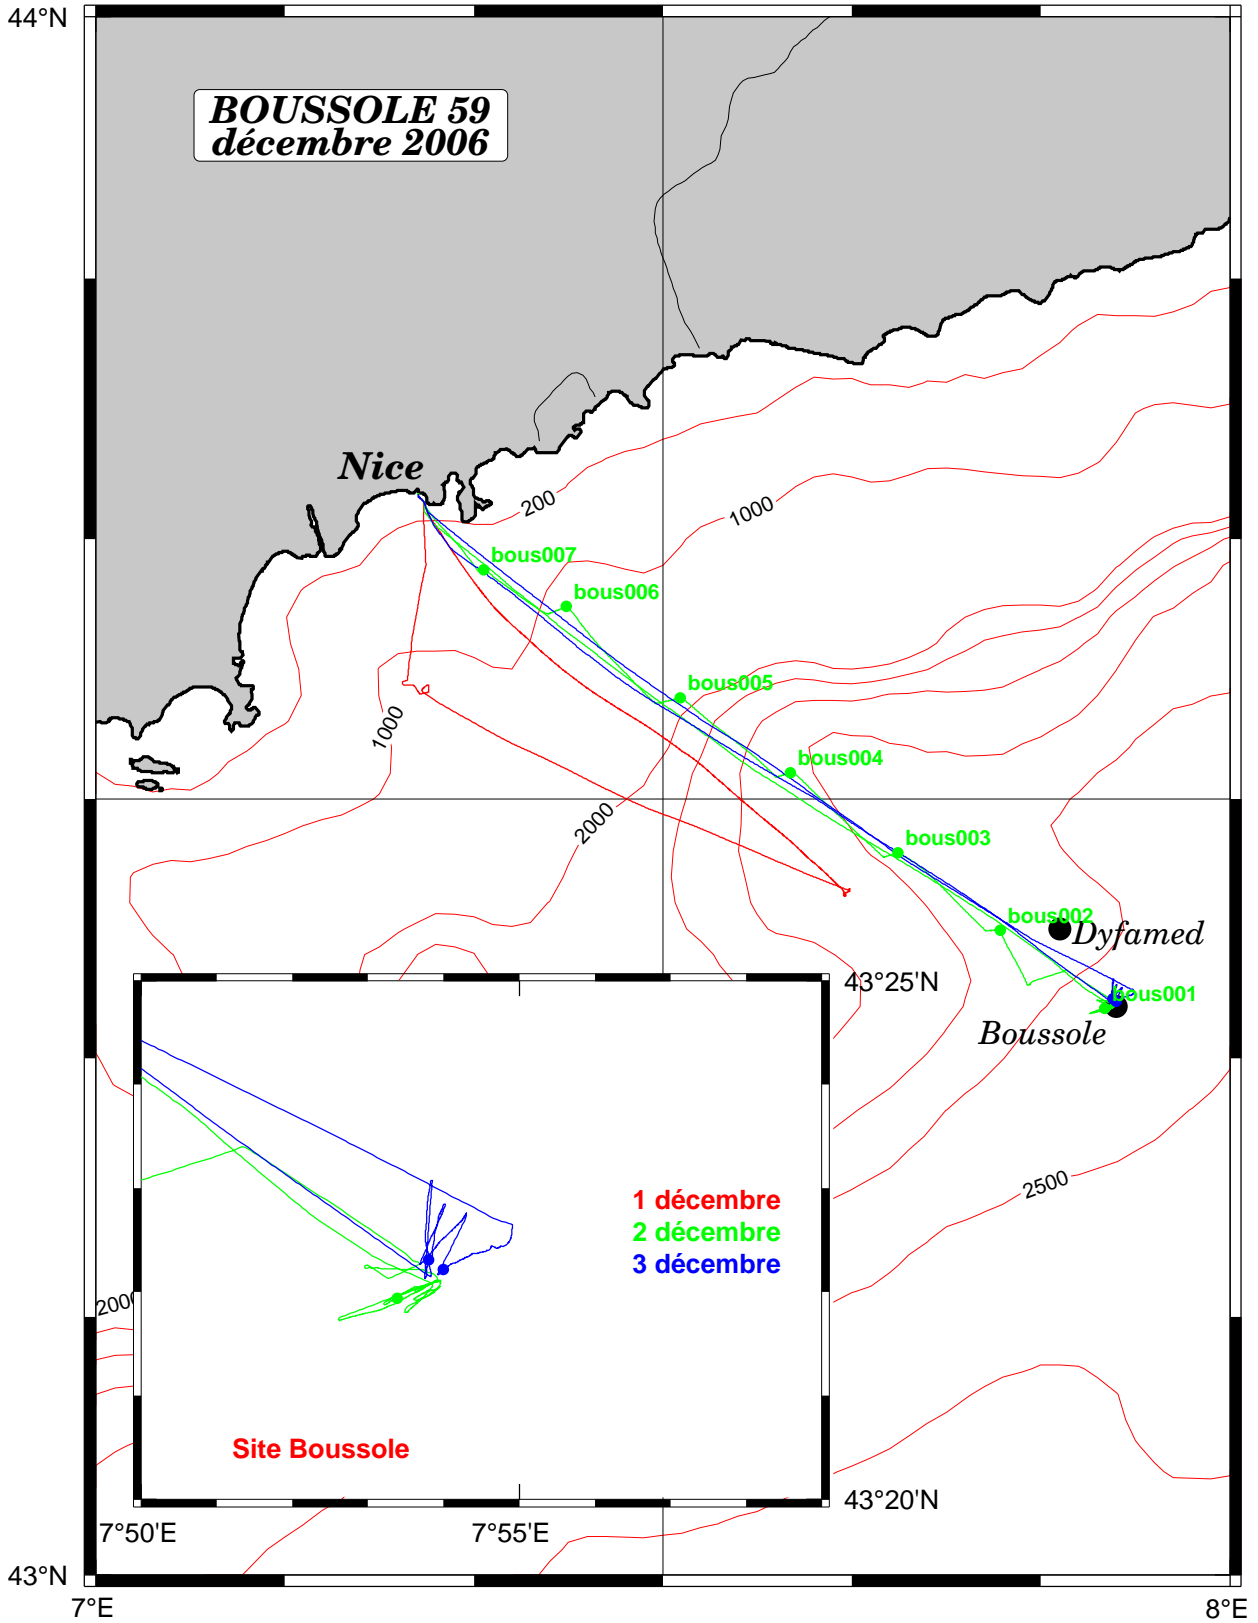 44°N
BOUSSOLE 59
décembre 2006
Nice
200
1000
bous007
bous006
bous005
1000
bous004
2000
bous003
bous002
Dyfamed
43°25'N
bous001
Boussole
2500
1 décembre
2 décembre
3 décembre
2000
Site Boussole
43°20'N
7°50'E
7°55'E
43°N
7°E
8°E